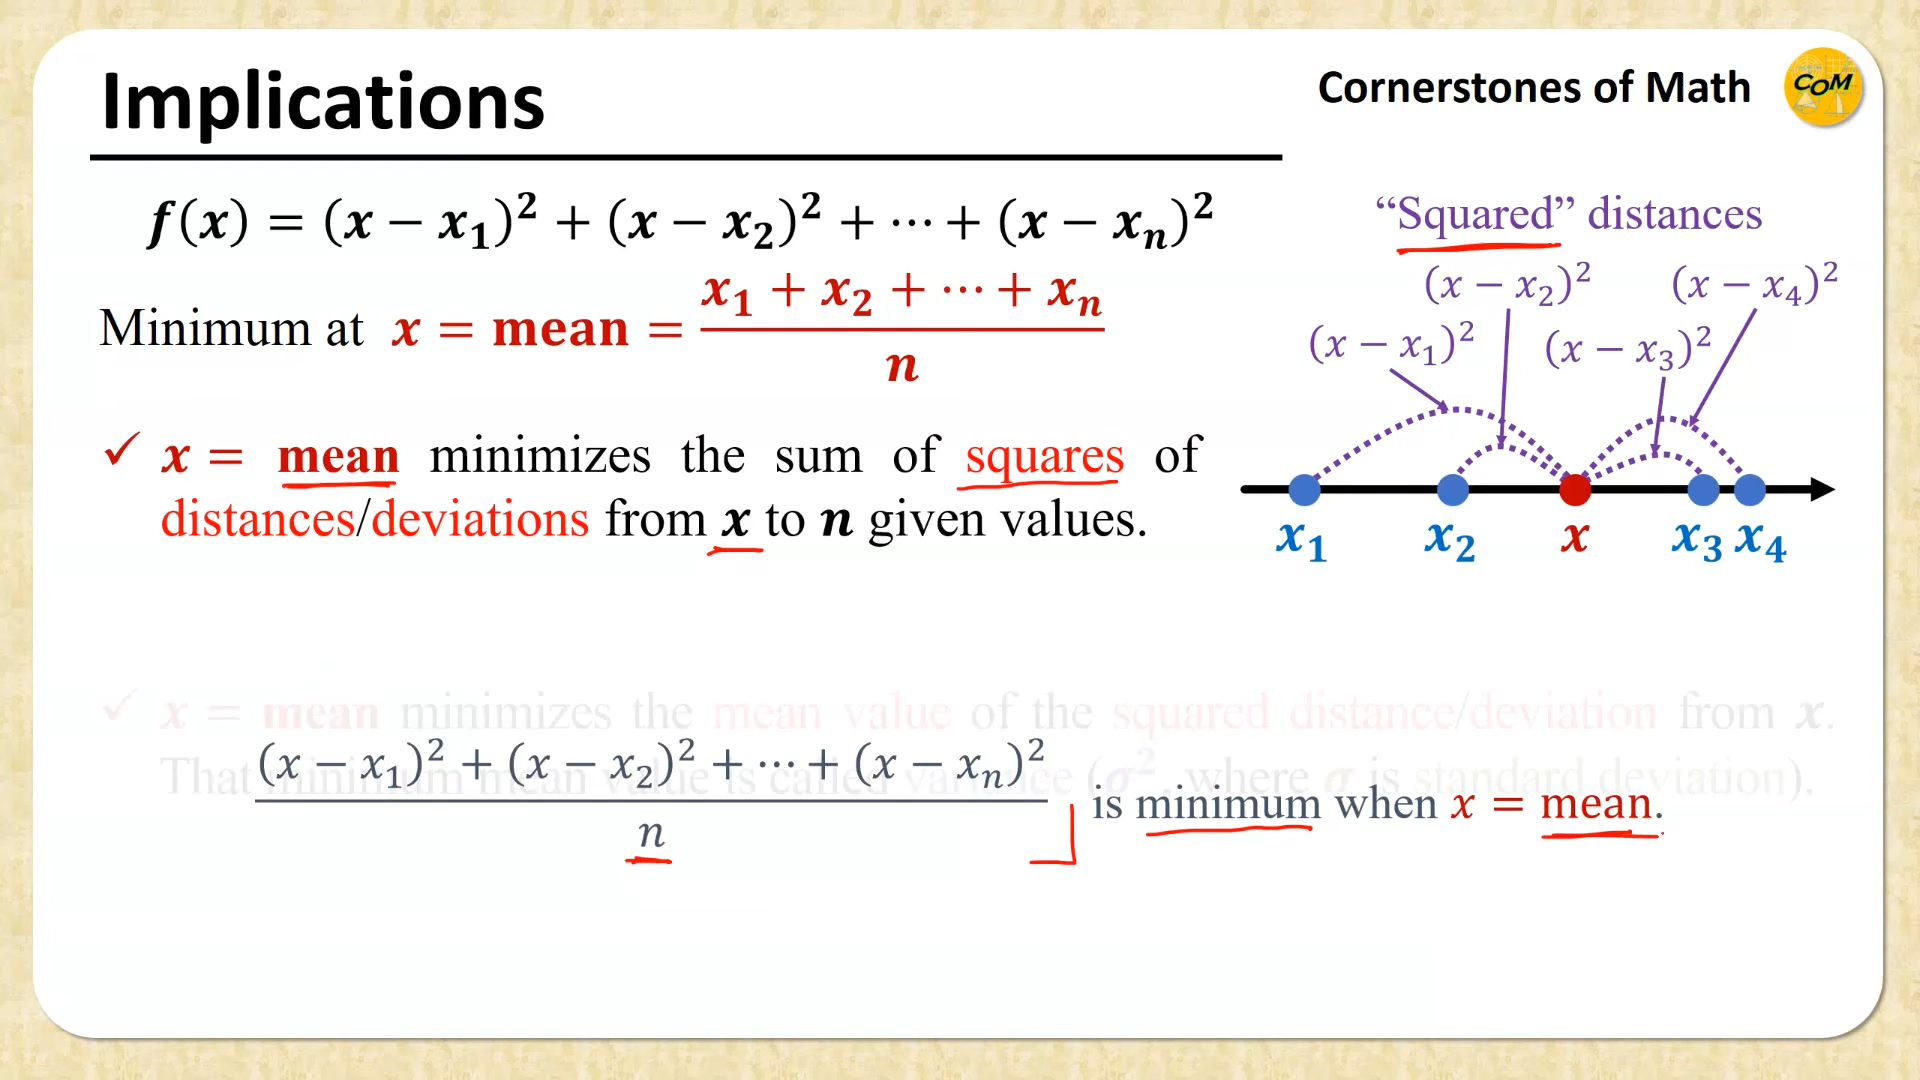 Implications
Cornerstones of Math
COM
f(x) = (x − x₁)² + (x − x₂)² + ⋯ + (x − xₙ)²
Minimum at x = mean = (x₁ + x₂ + ⋯ + xₙ) / n
“Squared” distances
(x − x₂)² (x − x₄)²
(x − x₁)² (x − x₃)²
x₁ x₂ x x₃ x₄
✓ x = mean minimizes the sum of squares of
distances/deviations from x to n given values.
✓ x = mean minimizes the mean value of the squared distance/deviation from x.
That minimum mean value is called variance (σ², where σ is standard deviation).
((x − x₁)² + (x − x₂)² + ⋯ + (x − xₙ)²) / n is minimum when x = mean.